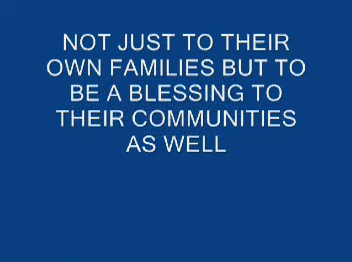 NOT JUST TO THEIR
OWN FAMILIES BUT TO
BE A BLESSING TO
THEIR COMMUNITIES
AS WELL